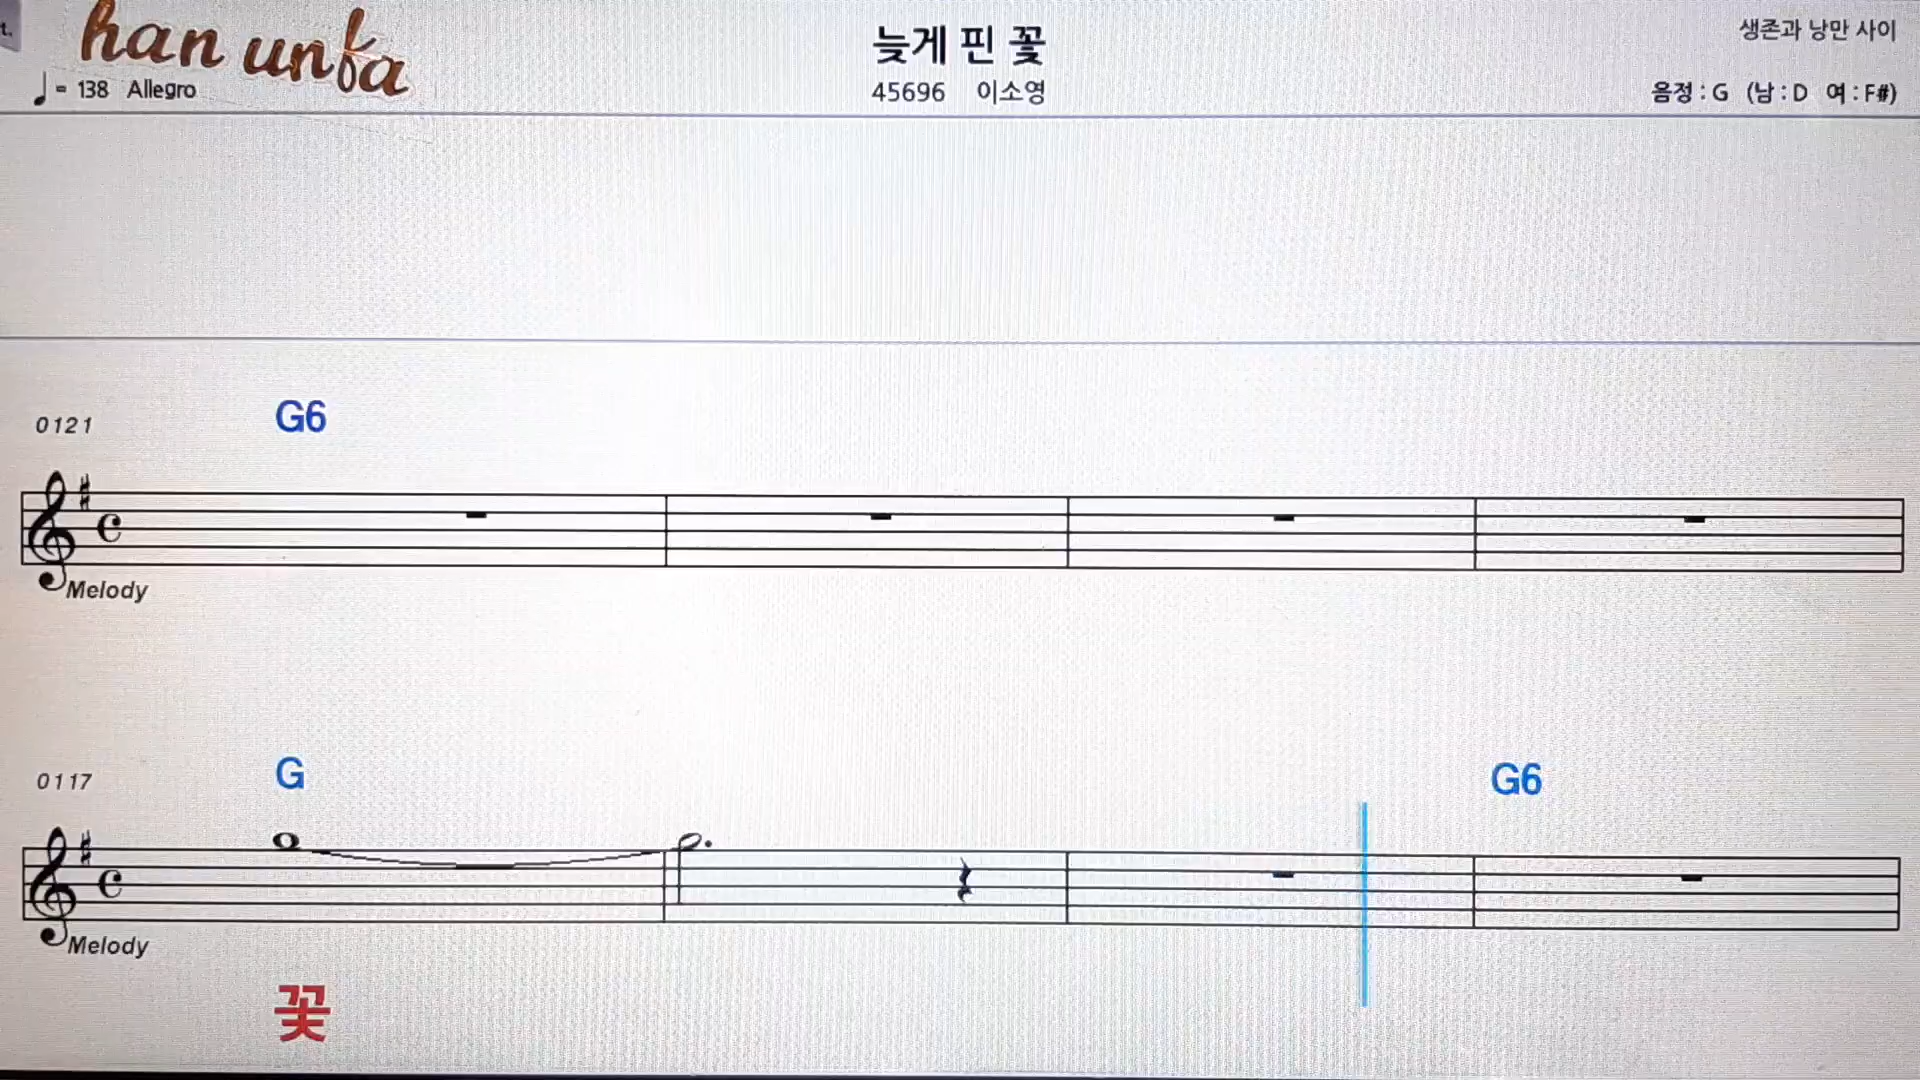 han unfa
늦게 핀 꽃
생존과 낭만 사이
♩= 138 Allegro
45696 이소영
음정 : G (남 : D 여 : F#)
0121 G6
Melody
0117 G G6
Melody
꽃